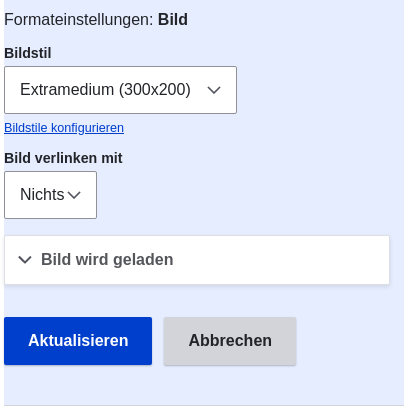 Formateinstellungen: Bild
Bildstil
Extramedium (300x200)
Bildstile konfigurieren
Bild verlinken mit
Nichts
Bild wird geladen
Aktualisieren Abbrechen